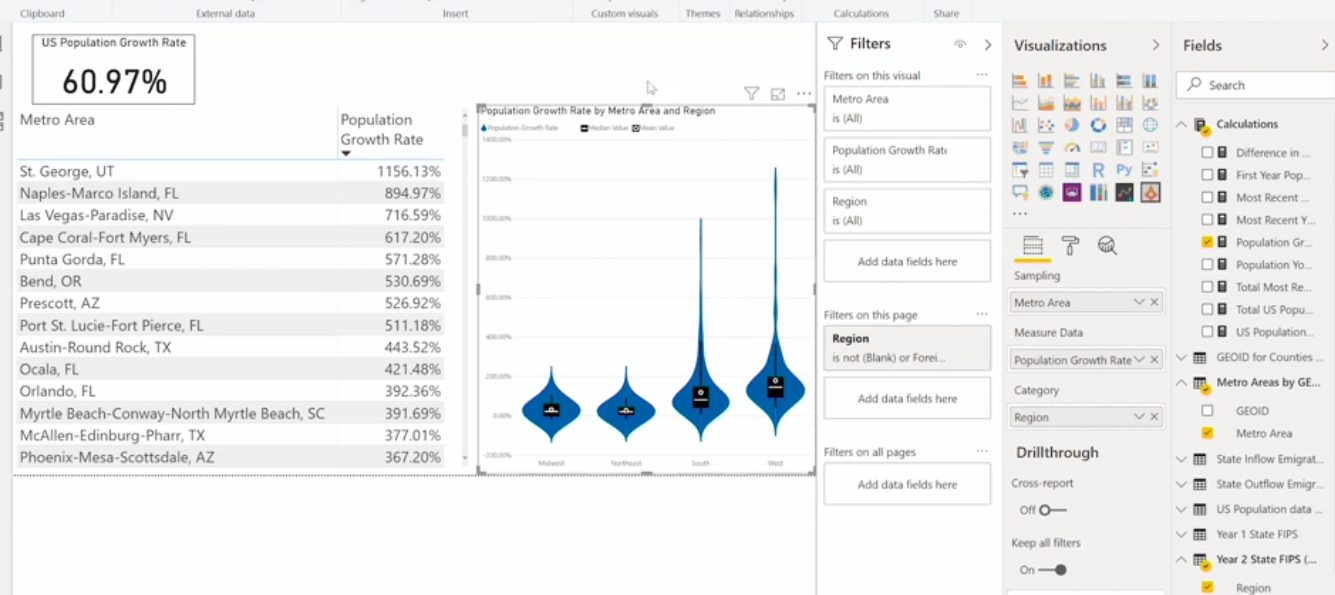 Clipboard
External data
Insert
Custom visuals
Themes
Relationships
Calculations
Share
US Population Growth Rate
60.97%
Metro Area
Population
Growth Rate
St. George, UT 1156.13%
Naples-Marco Island, FL 894.97%
Las Vegas-Paradise, NV 716.59%
Cape Coral-Fort Myers, FL 617.20%
Punta Gorda, FL 571.28%
Bend, OR 530.69%
Prescott, AZ 526.92%
Port St. Lucie-Fort Pierce, FL 511.18%
Austin-Round Rock, TX 443.52%
Ocala, FL 421.48%
Orlando, FL 392.36%
Myrtle Beach-Conway-North Myrtle Beach, SC 391.69%
McAllen-Edinburg-Pharr, TX 377.01%
Phoenix-Mesa-Scottsdale, AZ 367.20%
Population Growth Rate by Metro Area and Region
Population Growth Rate Median Value Mean Value
1400.00%
1200.00%
1000.00%
800.00%
600.00%
400.00%
200.00%
0.00%
-200.00%
Midwest Northeast South West
Filters
Filters on this visual ...
Metro Area
is (All)
Population Growth Rate
is (All)
Region
is (All)
Add data fields here
Filters on this page ...
Region
is not (Blank) or Forei...
Add data fields here
Filters on all pages ...
Add data fields here
Visualizations
R Py
...
Sampling
Metro Area
Measure Data
Population Growth Rate
Category
Region
Drillthrough
Cross-report
Off
Keep all filters
On
Fields
Search
Calculations
Difference in ...
First Year Pop...
Most Recent ...
Most Recent Y...
Population Gr...
Population Yo...
Total Most Re...
Total US Popu...
US Population...
GEOID for Counties ...
Metro Areas by GE...
GEOID
Metro Area
State Inflow Emigrat...
State Outflow Emigr...
US Population data ...
Year 1 State FIPS
Year 2 State FIPS (...
Region